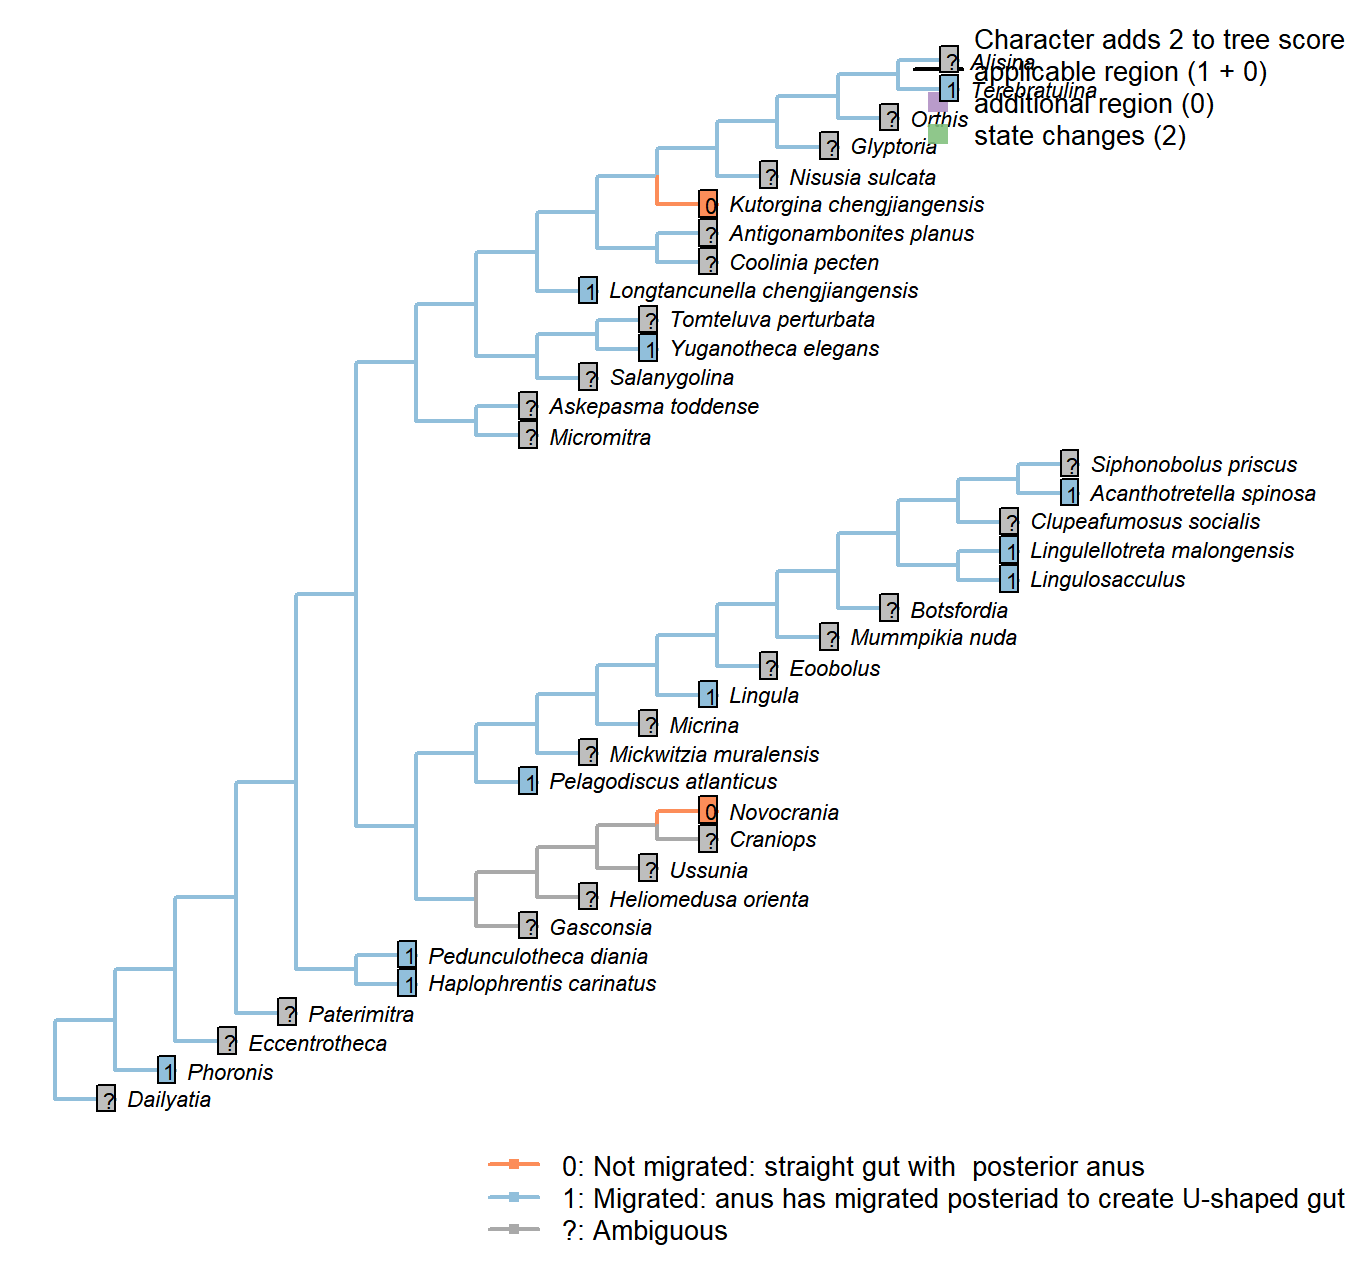 Character adds 2 to tree score
? Alisina
applicable region (1 + 0)
1 Terebratulina
additional region (0)
? Orthis
state changes (2)
? Glyptoria
? Nisusia sulcata
0 Kutorgina chengjiangensis
? Antigonambonites planus
? Coolinia pecten
1 Longtancunella chengjiangensis
? Tomteluva perturbata
1 Yuganotheca elegans
? Salanygolina
? Askepasma toddense
? Micromitra
? Siphonobolus priscus
1 Acanthotretella spinosa
? Clupeafumosus socialis
1 Lingulellotreta malongensis
1 Lingulosacculus
? Botsfordia
? Mummpikia nuda
? Eoobolus
1 Lingula
? Micrina
? Mickwitzia muralensis
1 Pelagodiscus atlanticus
0 Novocrania
? Craniops
? Ussunia
? Heliomedusa orienta
? Gasconsia
1 Pedunculotheca diania
1 Haplophrentis carinatus
? Paterimitra
? Eccentrotheca
1 Phoronis
? Dailyatia
0: Not migrated: straight gut with  posterior anus
1: Migrated: anus has migrated posteriad to create U-shaped gut
?: Ambiguous